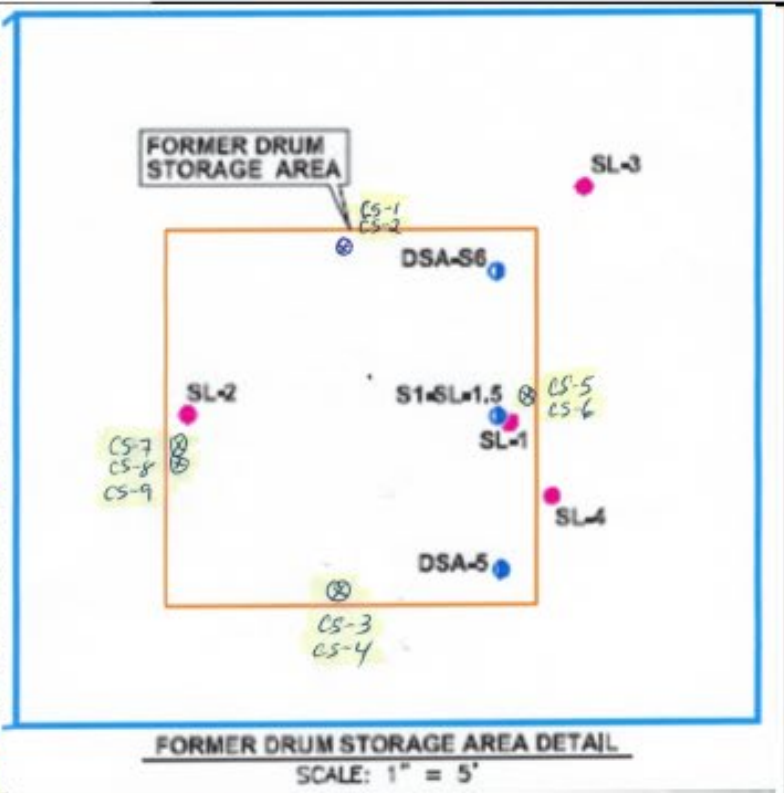 FORMER DRUM
STORAGE AREA
SL-3
CS-1
CS-2
DSA-S6
SL-2
S1-SL-1.5
CS-5
CS-6
SL-1
CS-7
CS-8
CS-9
SL-4
DSA-5
CS-3
CS-4
FORMER DRUM STORAGE AREA DETAIL
SCALE: 1" = 5'